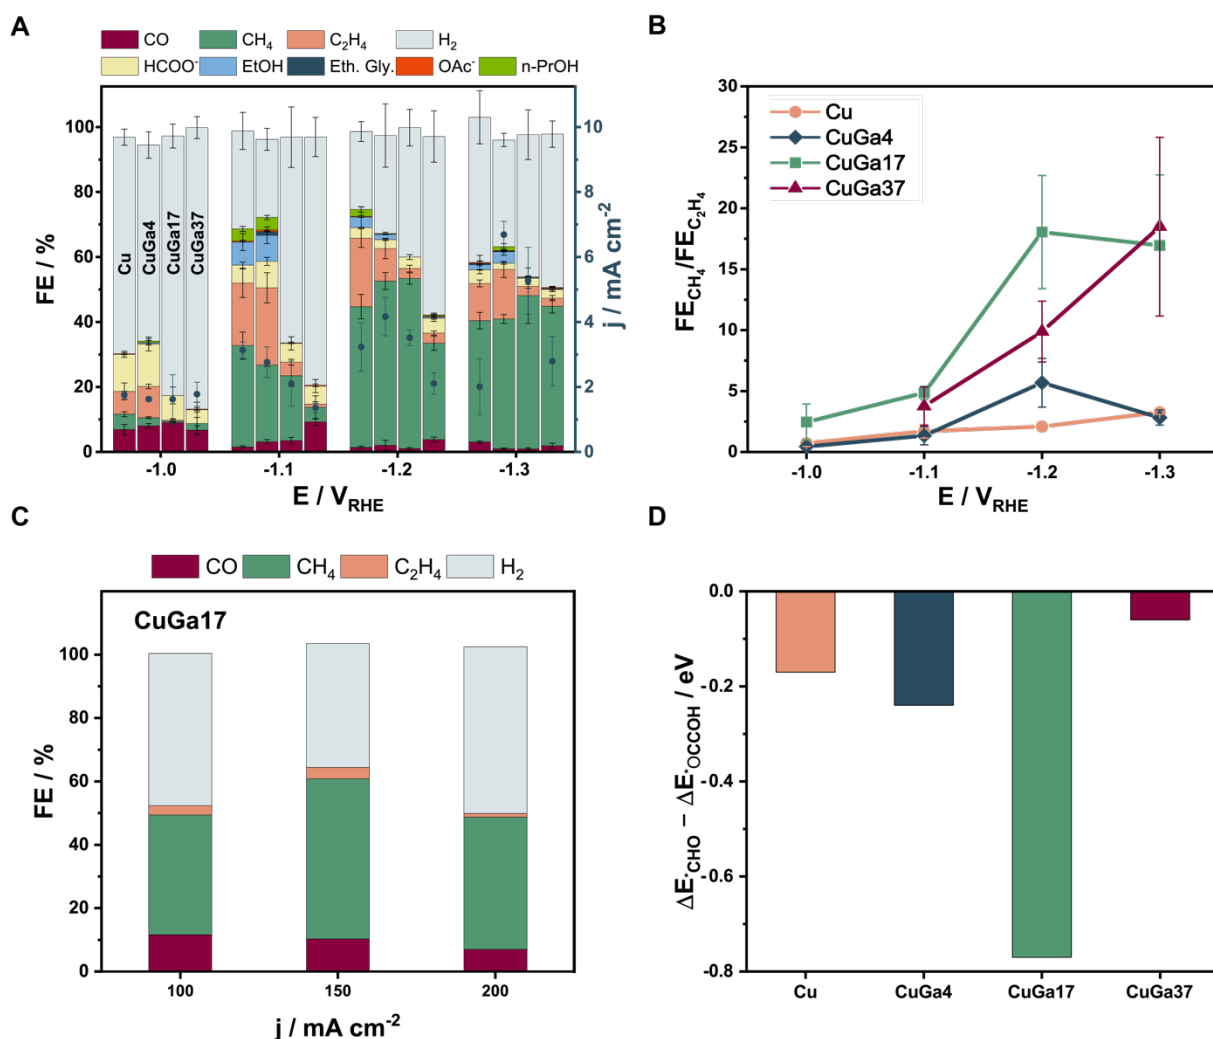 A
CO CH₄ C₂H₄ H₂
HCOO⁻ EtOH Eth. Gly. OAc⁻ n-PrOH
FE / %
100
80
60
40
20
0
Cu
CuGa4
CuGa17
CuGa37
10
8
6
4
2
0
j / mA cm⁻²
-1.0 -1.1 -1.2 -1.3
E / V_RHE
B
FE_CH₄/FE_C₂H₄
30
25
20
15
10
5
0
Cu
CuGa4
CuGa17
CuGa37
-1.0 -1.1 -1.2 -1.3
E / V_RHE
C
CO CH₄ C₂H₄ H₂
CuGa17
FE / %
100
80
60
40
20
0
100 150 200
j / mA cm⁻²
D
ΔE*CHO − ΔE*OCCOH / eV
0.0
-0.2
-0.4
-0.6
-0.8
Cu CuGa4 CuGa17 CuGa37